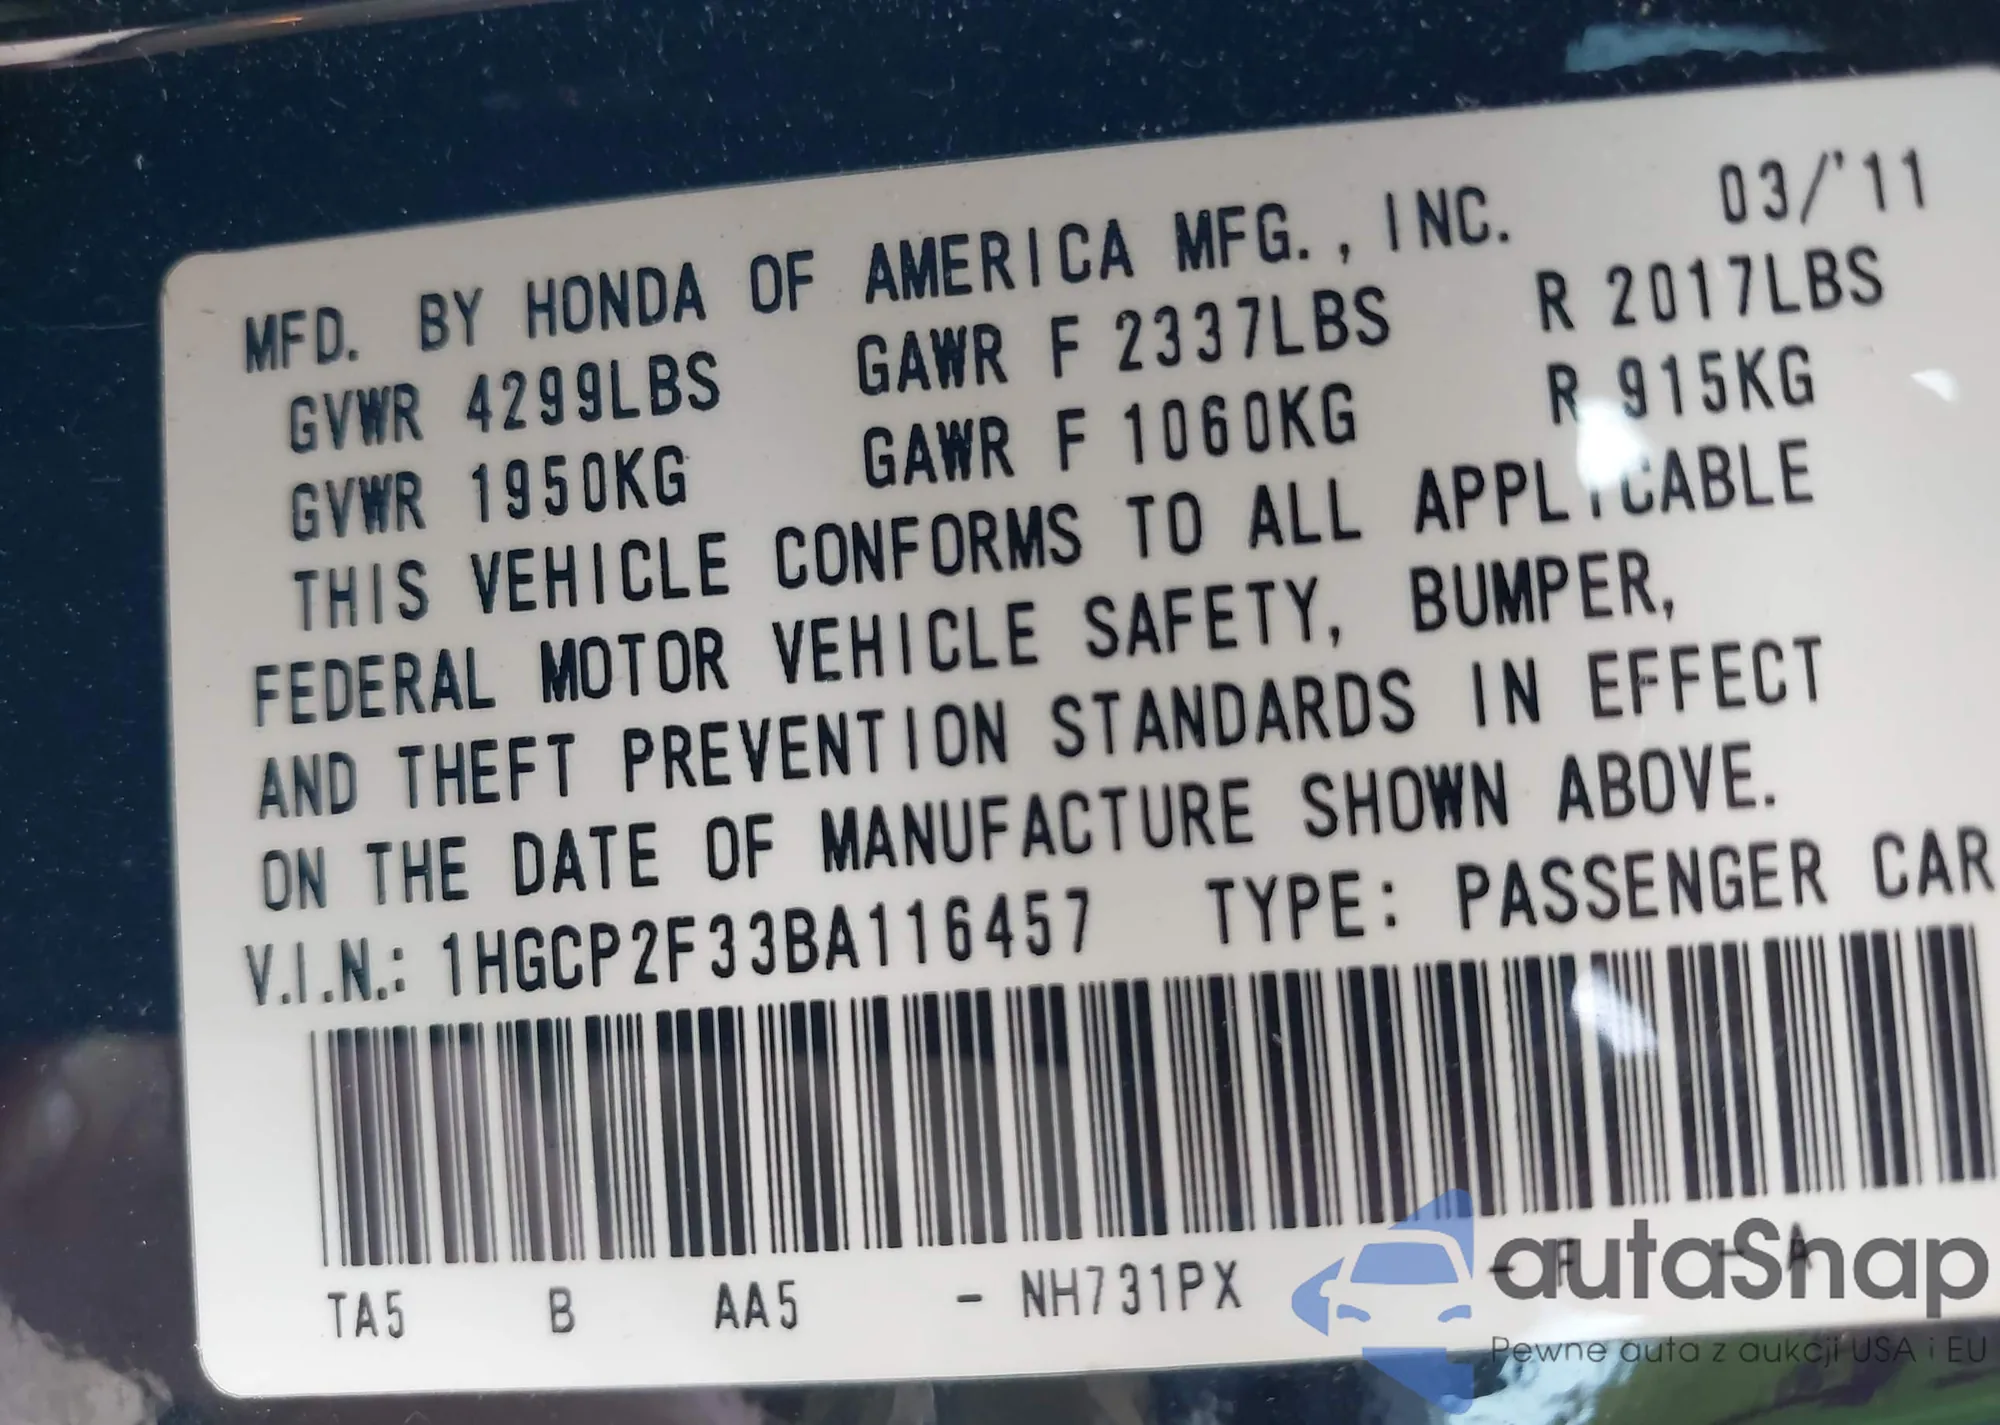 MFD. BY HONDA OF AMERICA MFG., INC. 03/'11
GVWR 4299LBS GAWR F 2337LBS R 2017LBS
GVWR 1950KG GAWR F 1060KG R 915KG
THIS VEHICLE CONFORMS TO ALL APPLICABLE
FEDERAL MOTOR VEHICLE SAFETY, BUMPER,
AND THEFT PREVENTION STANDARDS IN EFFECT
ON THE DATE OF MANUFACTURE SHOWN ABOVE.
V.I.N.: 1HGCP2F33BA116457 TYPE: PASSENGER CAR
TA5 B AA5 - NH731PX - F - A
autaSnap
Pewne auta z aukcji USA i EU